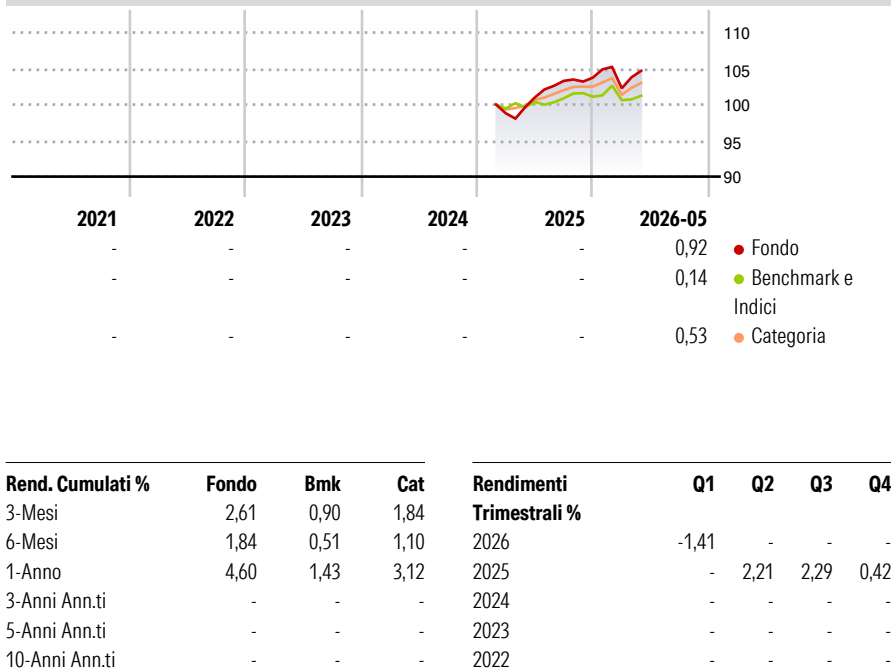 110
105
100
95
90
2021 2022 2023 2024 2025 2026-05
- - - - - 0,92 Fondo
- - - - - 0,14 Benchmark e
Indici
- - - - - 0,53 Categoria
Rend. Cumulati % Fondo Bmk Cat
3-Mesi 2,61 0,90 1,84
6-Mesi 1,84 0,51 1,10
1-Anno 4,60 1,43 3,12
3-Anni Ann.ti - - -
5-Anni Ann.ti - - -
10-Anni Ann.ti - - -
Rendimenti Q1 Q2 Q3 Q4
Trimestrali %
2026 -1,41 - - -
2025 - 2,21 2,29 0,42
2024 - - - -
2023 - - - -
2022 - - - -